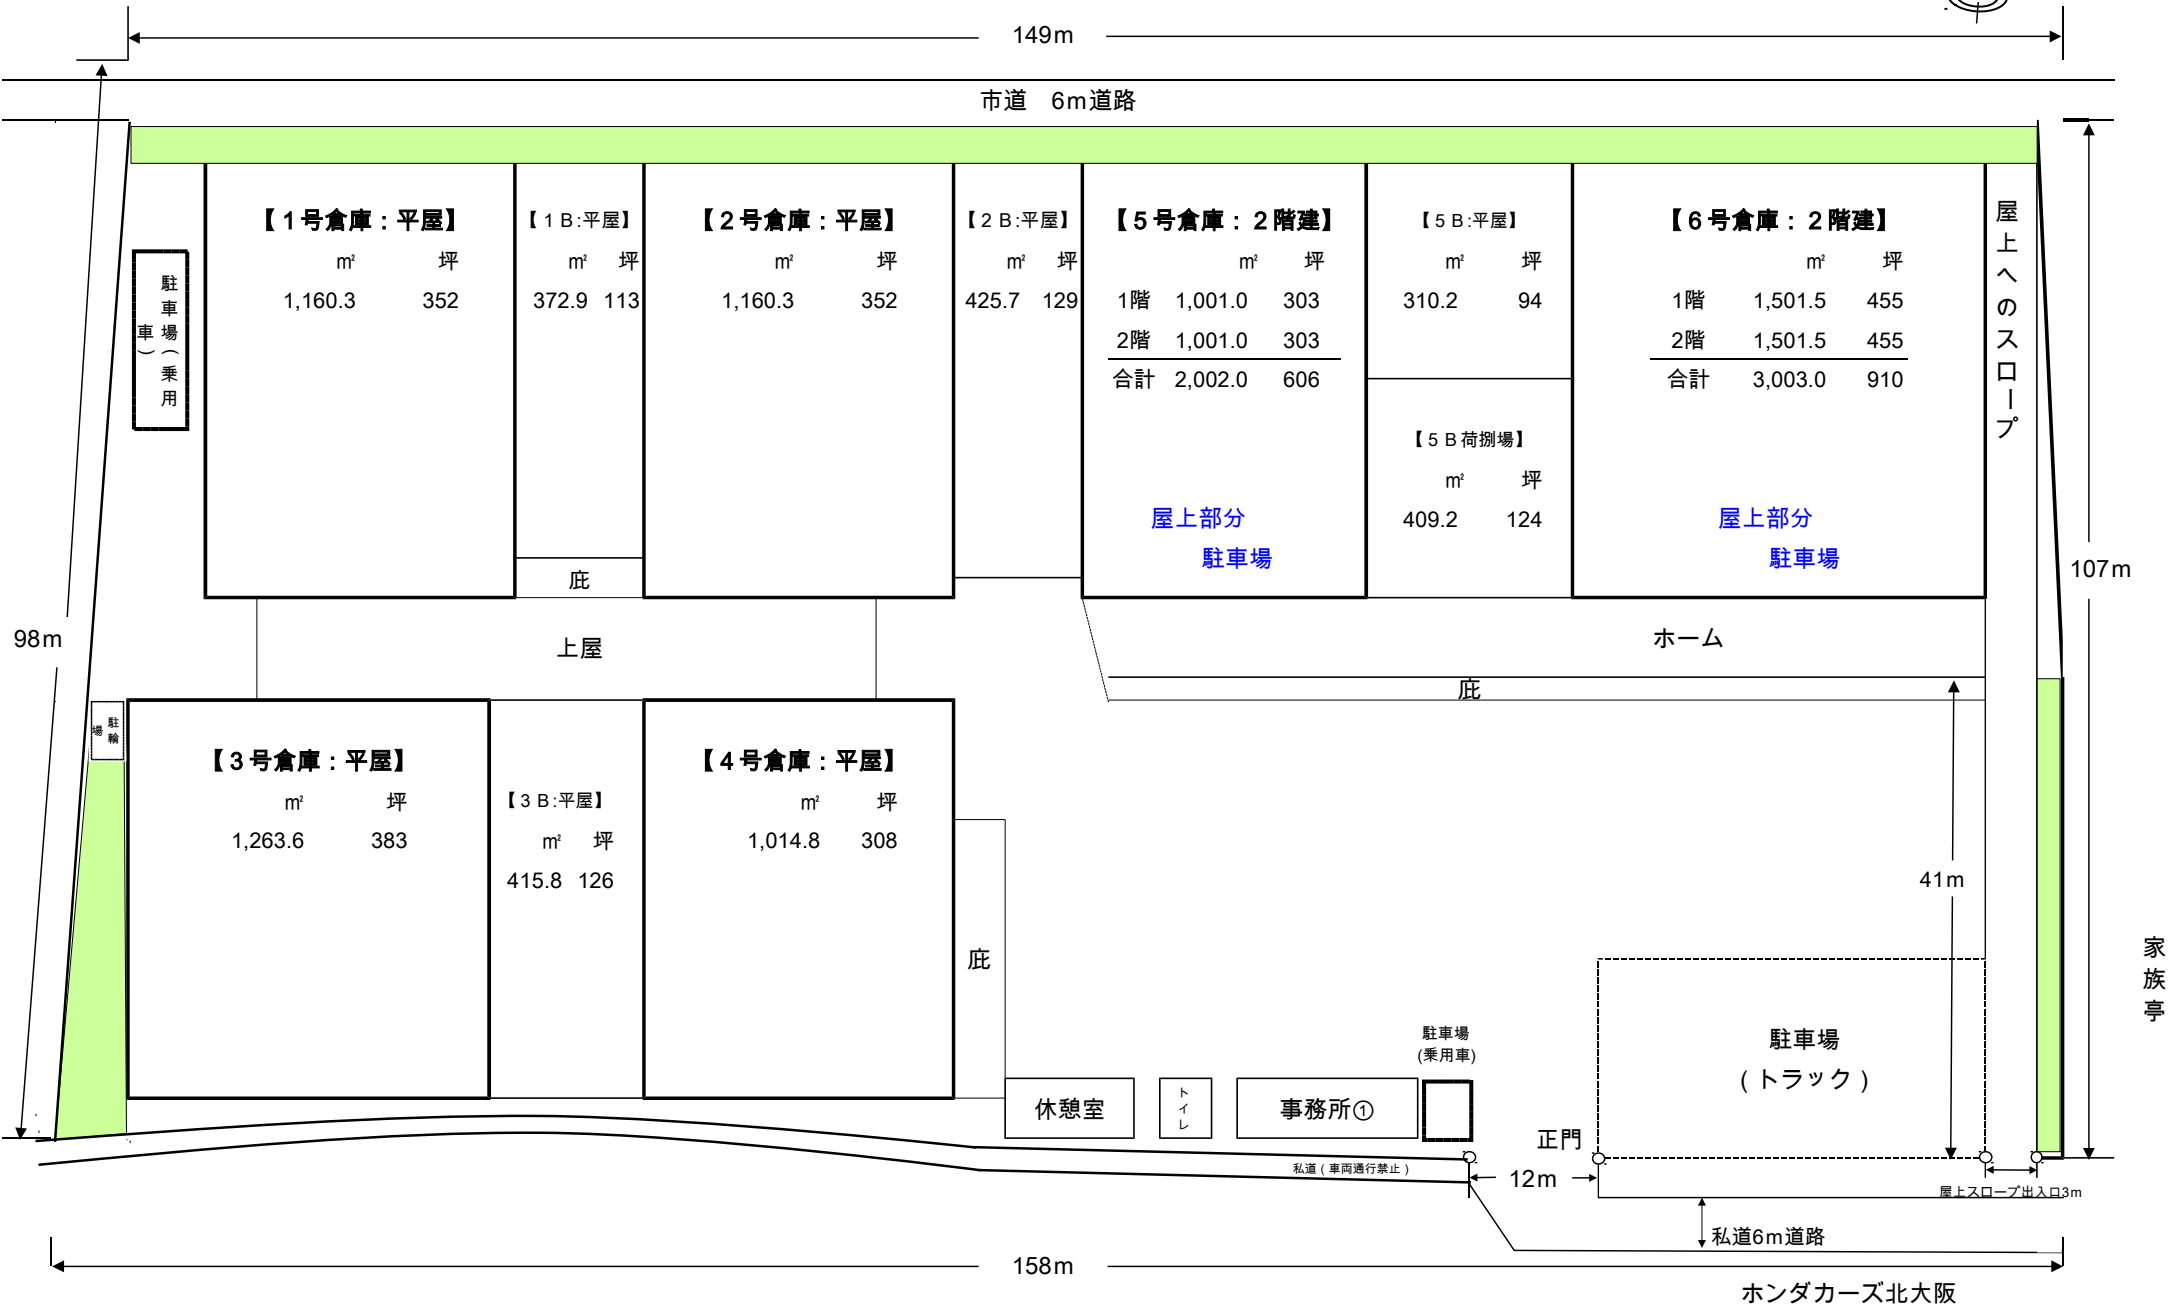 149m
市道　6m道路
【1号倉庫：平屋】
㎡ 坪
1,160.3 352
【1B:平屋】
㎡ 坪
372.9 113
庇
【2号倉庫：平屋】
㎡ 坪
1,160.3 352
【2B:平屋】
㎡ 坪
425.7 129
【5号倉庫：2階建】
㎡ 坪
1階 1,001.0 303
2階 1,001.0 303
合計 2,002.0 606
屋上部分
駐車場
【5B:平屋】
㎡ 坪
310.2 94
【5B荷捌場】
㎡ 坪
409.2 124
【6号倉庫：2階建】
㎡ 坪
1階 1,501.5 455
2階 1,501.5 455
合計 3,003.0 910
屋上部分
駐車場
屋上へのスロープ
駐車場（乗用
車）
107m
98m
上屋
ホーム
庇
駐輪
場
【3号倉庫：平屋】
㎡ 坪
1,263.6 383
【3B:平屋】
㎡ 坪
415.8 126
【4号倉庫：平屋】
㎡ 坪
1,014.8 308
庇
41m
家族亭
駐車場
(乗用車)
駐車場
(トラック)
休憩室
トイレ
事務所①
正門
私道(車両通行禁止)
12m
屋上スロープ出入口3m
私道6m道路
158m
ホンダカーズ北大阪